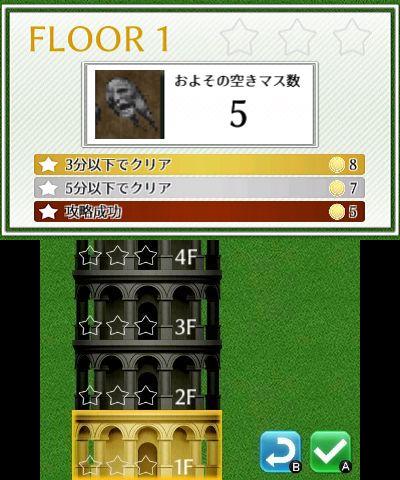 FLOOR 1
およその空きマス数
5
3分以下でクリア 8
5分以下でクリア 7
攻略成功 5
4F
3F
2F
1F
B
A